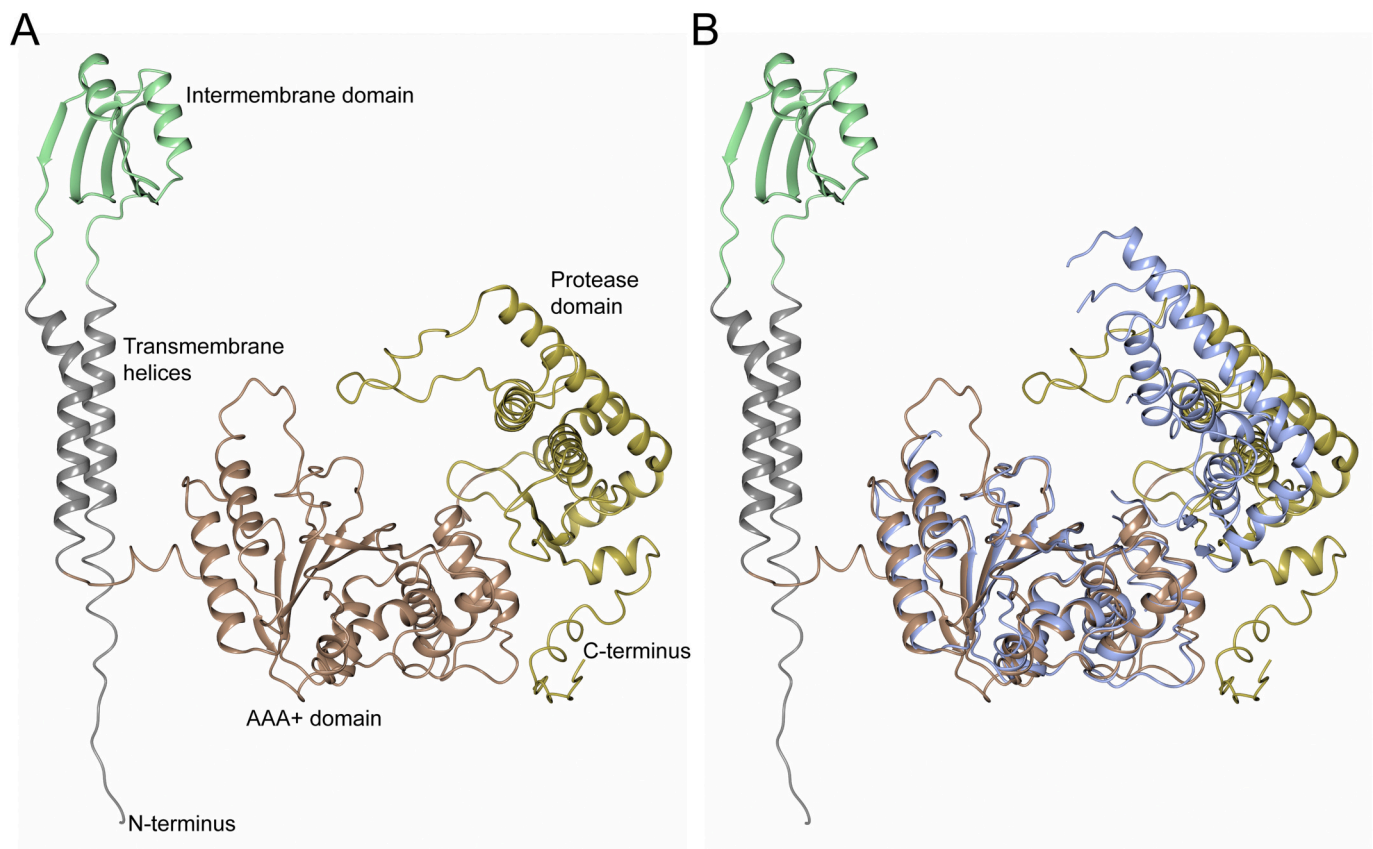 A
B
Intermembrane domain
Protease
domain
Transmembrane
helices
C-terminus
AAA+ domain
N-terminus